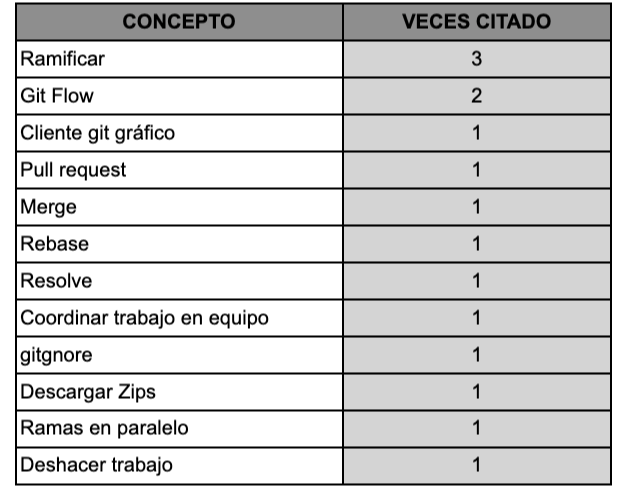 CONCEPTO VECES CITADO
Ramificar 3
Git Flow 2
Cliente git gráfico 1
Pull request 1
Merge 1
Rebase 1
Resolve 1
Coordinar trabajo en equipo 1
gitgnore 1
Descargar Zips 1
Ramas en paralelo 1
Deshacer trabajo 1